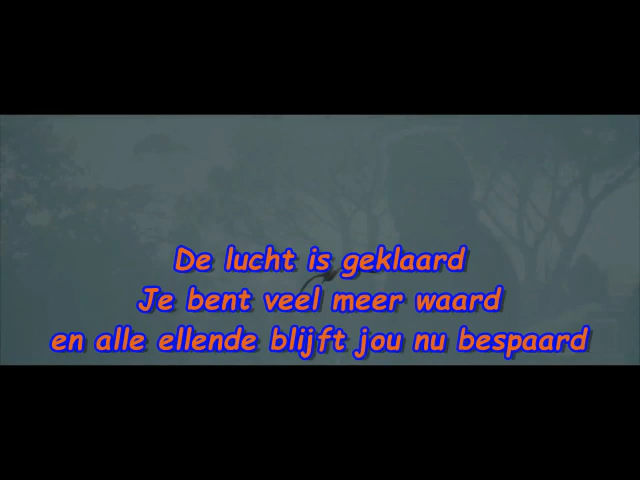 De lucht is geklaard
Je bent veel meer waard
en alle ellende blijft jou nu bespaard